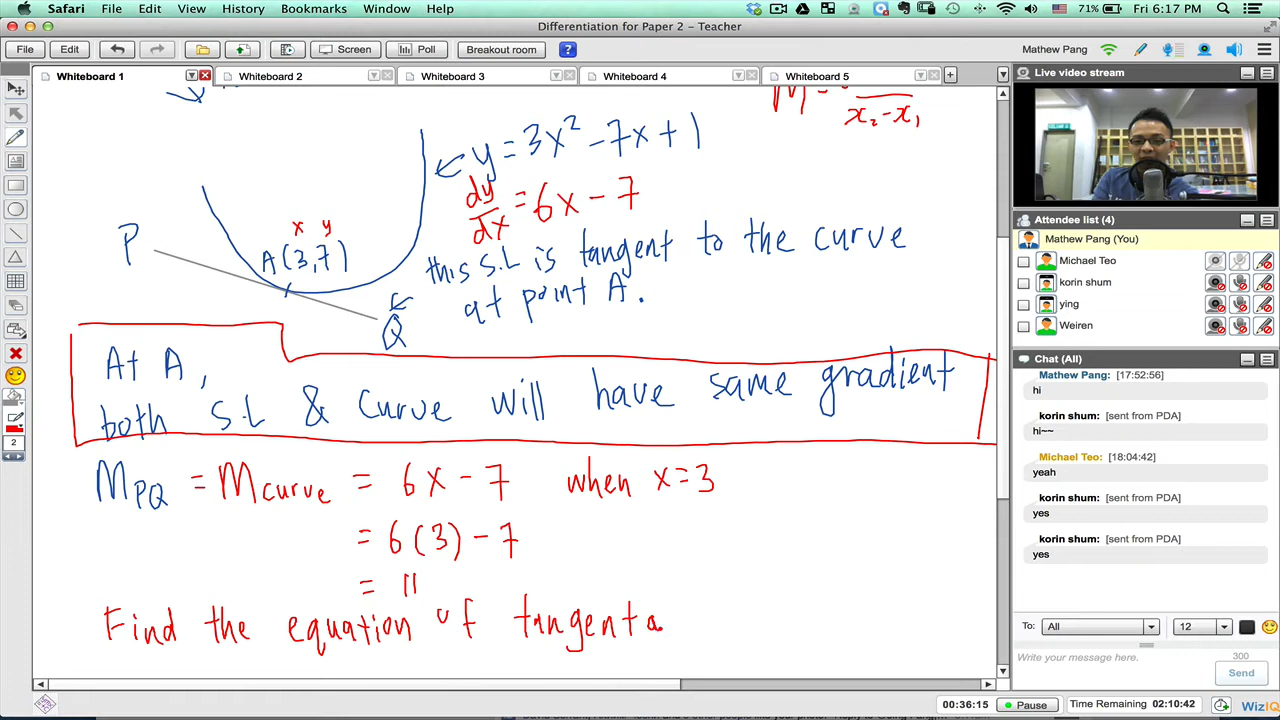 Safari File Edit View History Bookmarks Window Help 71% Fri 6:17 PM
Differentiation for Paper 2 - Teacher
File Edit Screen Poll Breakout room ? Mathew Pang
Whiteboard 1 Whiteboard 2 Whiteboard 3 Whiteboard 4 Whiteboard 5 +
x₂-x₁
y = 3x² - 7x + 1
dy/dx = 6x - 7
P
x y
A(3,7)
this S.L is tangent to the curve
at point A.
Q
At A,
both S.L & curve will have same gradient
M_PQ = M_curve = 6x - 7 when x=3
= 6(3) - 7
= 11
Find the equation of tangent a
2
Live video stream
Attendee list (4)
Mathew Pang (You)
Michael Teo
korin shum
ying
Weiren
Chat (All)
Mathew Pang: [17:52:56]
hi
korin shum: [sent from PDA]
hi~~
Michael Teo: [18:04:42]
yeah
korin shum: [sent from PDA]
yes
korin shum: [sent from PDA]
yes
To: All 12
Write your message here. 300
Send
00:36:15 Pause Time Remaining 02:10:42 WizIQ